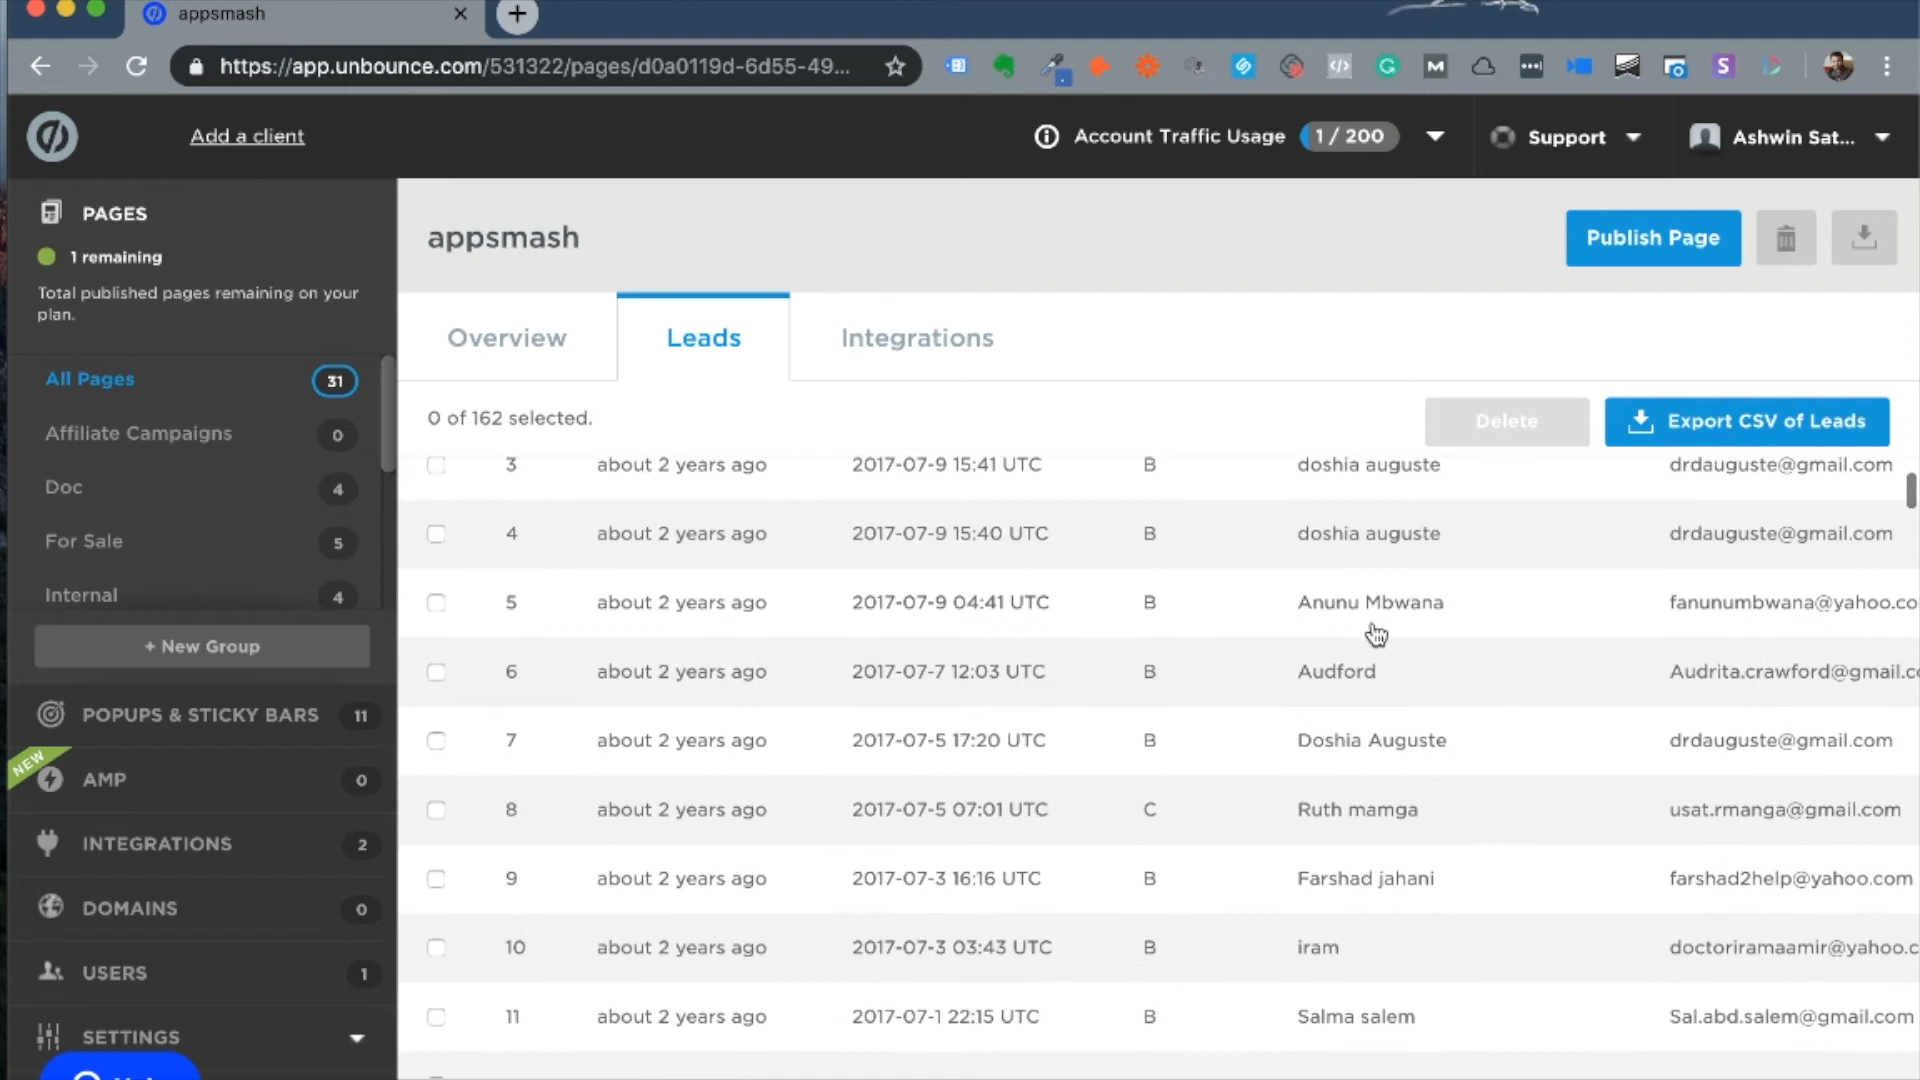 appsmash
https://app.unbounce.com/531322/pages/d0a0119d-6d55-49...
Add a client
Account Traffic Usage 1 / 200
Support
Ashwin Sat...
PAGES
1 remaining
Total published pages remaining on your
plan.
All Pages 31
Affiliate Campaigns 0
Doc 4
For Sale 5
Internal 4
+ New Group
POPUPS & STICKY BARS 11
NEW
AMP 0
INTEGRATIONS 2
DOMAINS 0
USERS 1
SETTINGS
appsmash
Publish Page
Overview
Leads
Integrations
0 of 162 selected.
Delete
Export CSV of Leads
3 about 2 years ago 2017-07-9 15:41 UTC B doshia auguste drdauguste@gmail.com
4 about 2 years ago 2017-07-9 15:40 UTC B doshia auguste drdauguste@gmail.com
5 about 2 years ago 2017-07-9 04:41 UTC B Anunu Mbwana fanunumbwana@yahoo.co
6 about 2 years ago 2017-07-7 12:03 UTC B Audford Audrita.crawford@gmail.co
7 about 2 years ago 2017-07-5 17:20 UTC B Doshia Auguste drdauguste@gmail.com
8 about 2 years ago 2017-07-5 07:01 UTC C Ruth mamga usat.rmanga@gmail.com
9 about 2 years ago 2017-07-3 16:16 UTC B Farshad jahani farshad2help@yahoo.com
10 about 2 years ago 2017-07-3 03:43 UTC B iram doctoriramaamir@yahoo.c
11 about 2 years ago 2017-07-1 22:15 UTC B Salma salem Sal.abd.salem@gmail.com